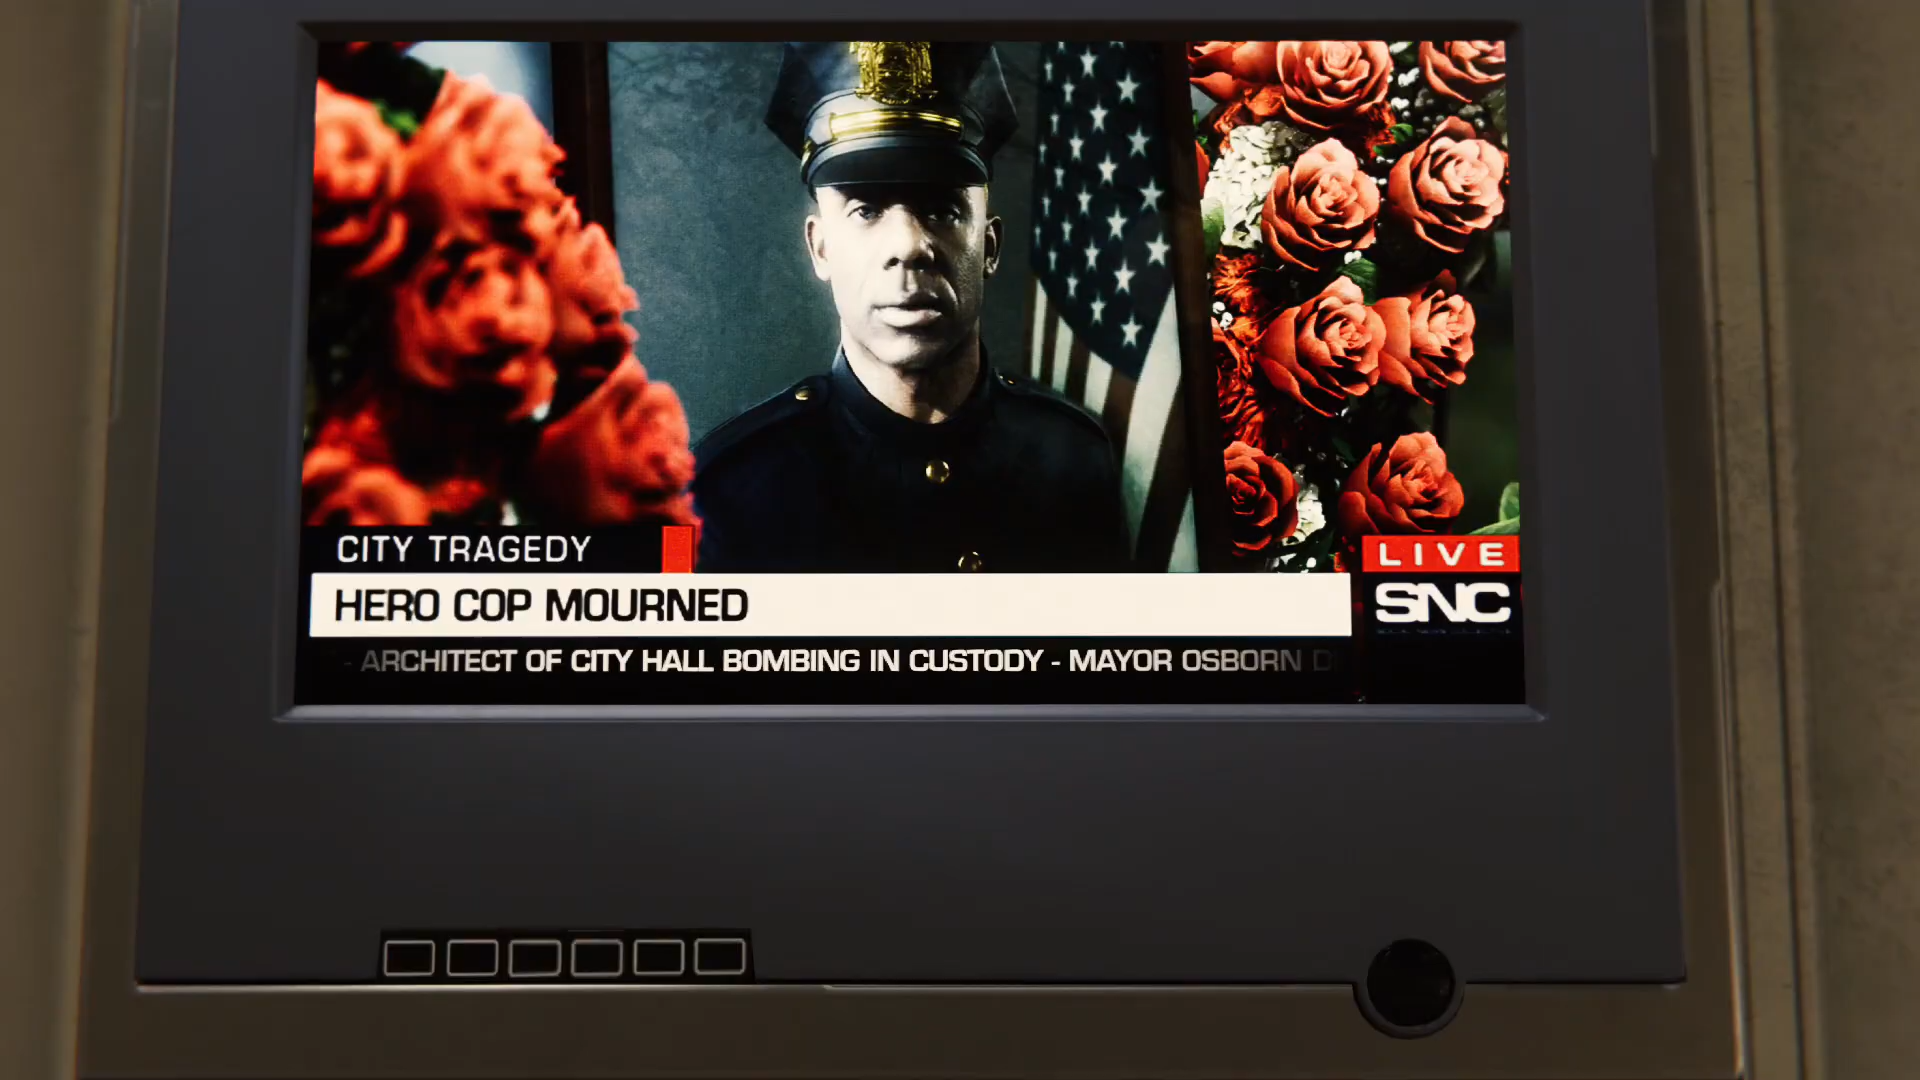 CITY TRAGEDY
LIVE
HERO COP MOURNED
SNC
- ARCHITECT OF CITY HALL BOMBING IN CUSTODY - MAYOR OSBORN